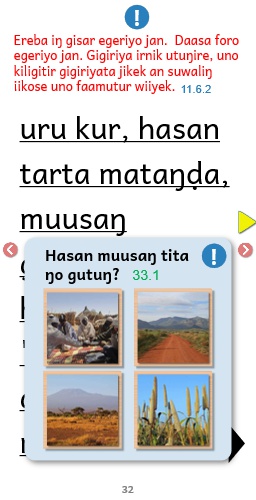 !
Ereba iŋ gisar egeriyo jan. Daasa foro
egeriyo jan. Gigiriya irnik utuŋire, uno
kiligitir gigiriyata jikek an suwaliŋ
iikose uno faamutur wiiyek. 11.6.2
uru kur, hasan
tarta mataŋḍa,
muusaŋ
Hasan muusaŋ tita !
ŋo gutuŋ? 33.1
32